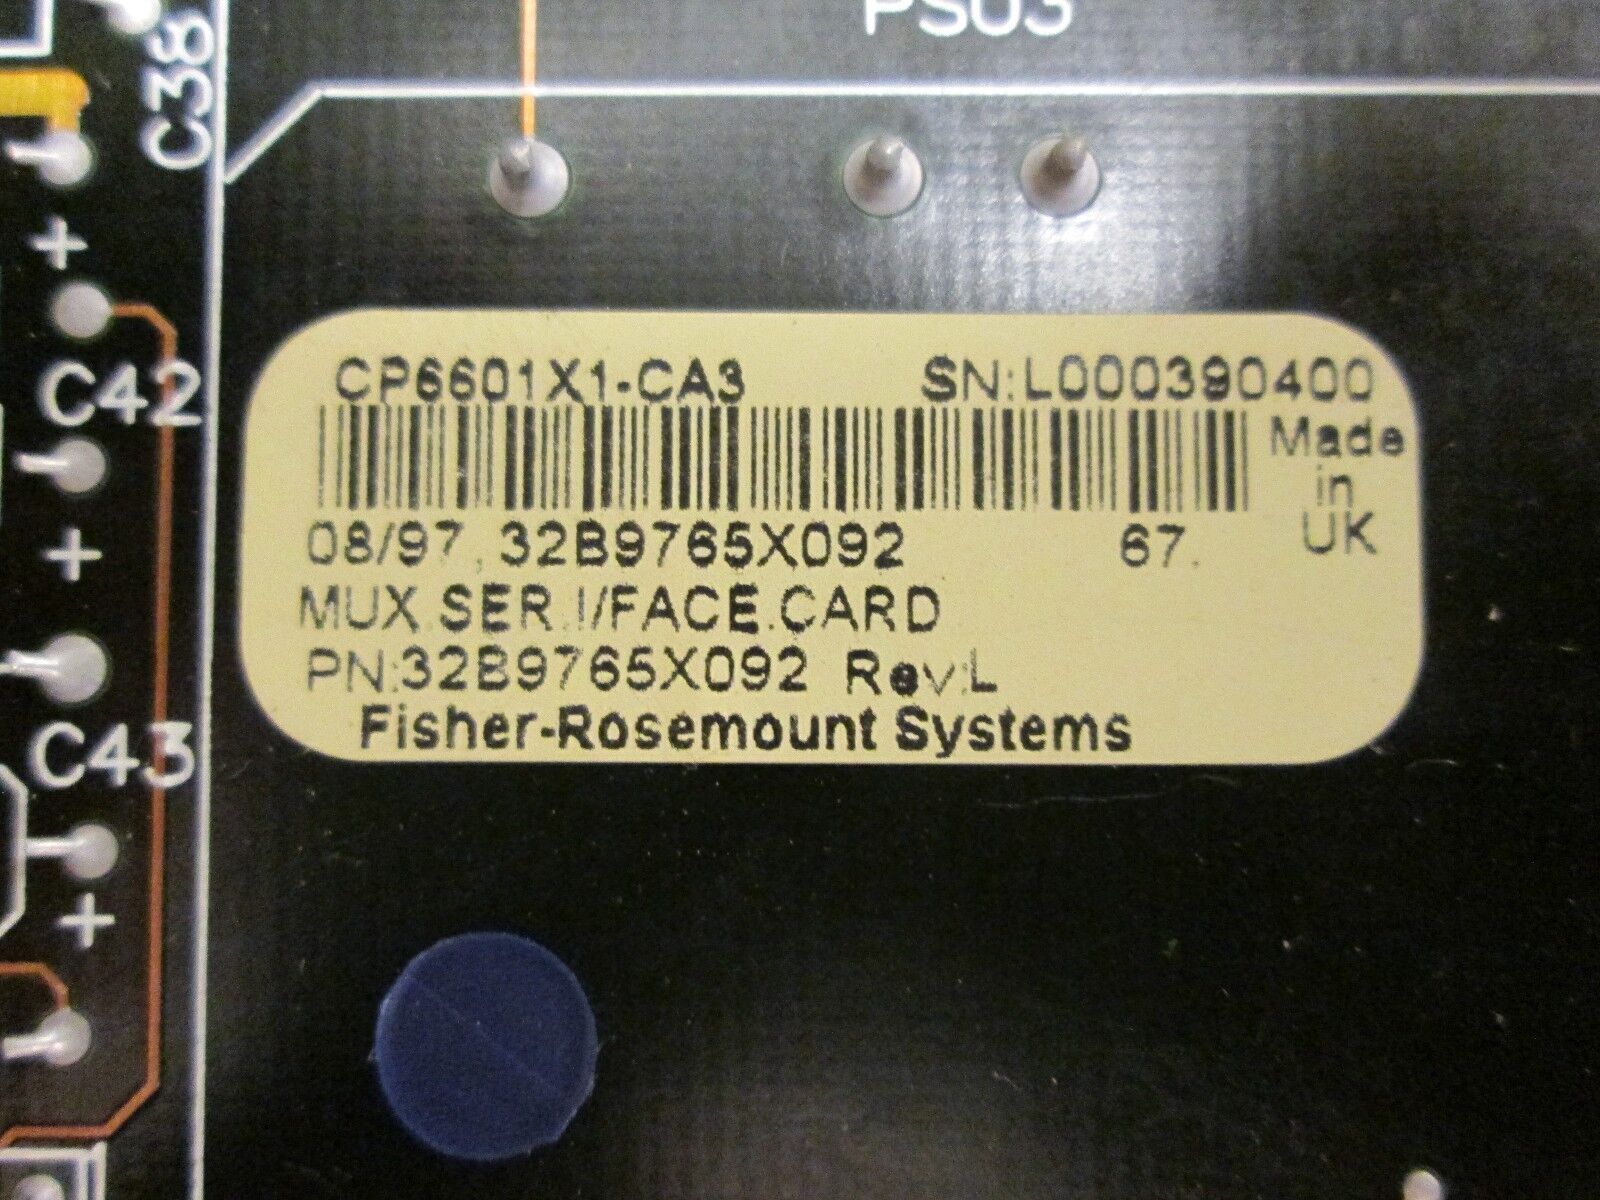 PS03
C38
+
C42
+
C43
+
CP6601X1-CA3 SN:L000390400
Made
in
UK
08/97, 32B9765X092 67.
MUX.SER.I/FACE.CARD
PN:32B9765X092 Rev:L
Fisher-Rosemount Systems